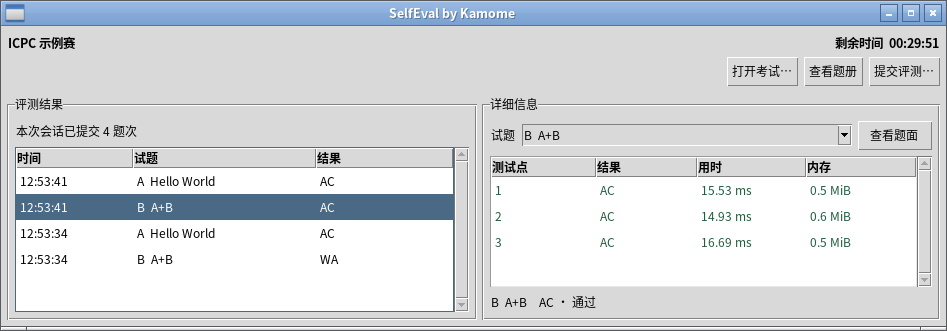 SelfEval by Kamome
ICPC 示例赛
剩余时间 00:29:51
打开考试… 查看题册 提交评测…
评测结果
本次会话已提交 4 题次
时间 试题 结果
12:53:41 A Hello World AC
12:53:41 B A+B AC
12:53:34 A Hello World AC
12:53:34 B A+B WA
详细信息
试题 B A+B 查看题面
测试点 结果 用时 内存
1 AC 15.53 ms 0.5 MiB
2 AC 14.93 ms 0.6 MiB
3 AC 16.69 ms 0.5 MiB
B A+B AC · 通过